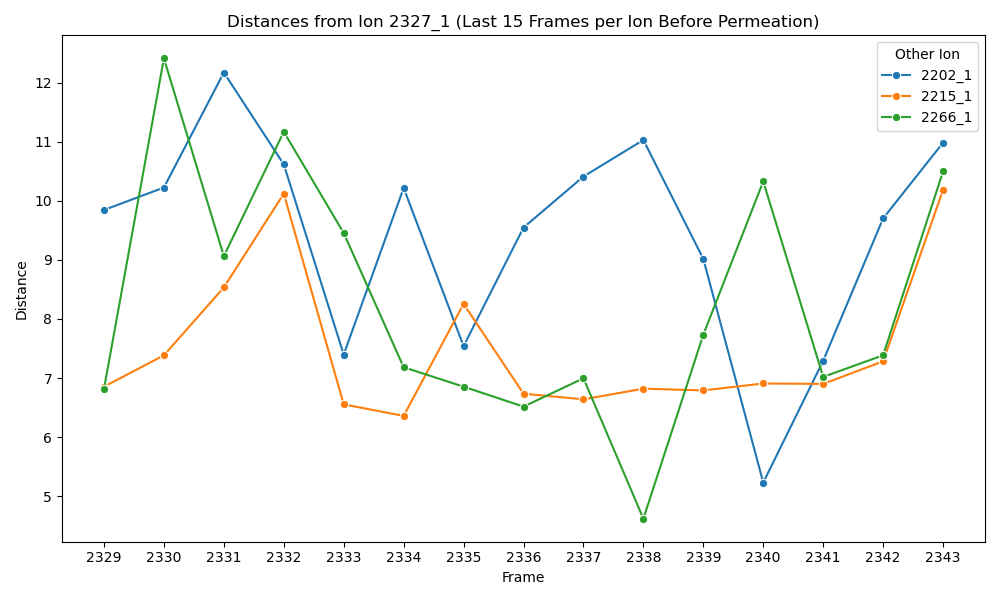 Distances from Ion 2327_1 (Last 15 Frames per Ion Before Permeation)
Other Ion
2202_1
2215_1
2266_1
12
11
10
9
8
7
6
5
Distance
2329 2330 2331 2332 2333 2334 2335 2336 2337 2338 2339 2340 2341 2342 2343
Frame